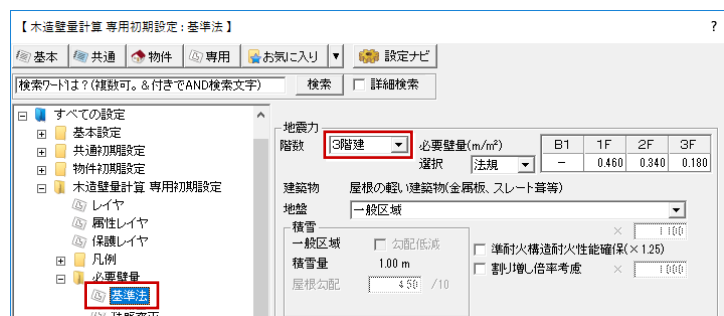 【 木造壁量計算 専用初期設定 : 基準法 】 ?
基本 共通 物件 専用 お気に入り ▼ 設定ナビ
検索ワードは?(複数可。&付きでAND検索文字) 検索 詳細検索
すべての設定
基本設定
共通初期設定
物件初期設定
木造壁量計算 専用初期設定
レイヤ
属性レイヤ
保護レイヤ
凡例
必要壁量
基準法
地震力
階数 3階建 必要壁量(m/m²) B1 1F 2F 3F
選択 法規 - 0.460 0.340 0.180
建築物 屋根の軽い建築物(金属板、スレート葺等)
地盤 一般区域
積雪
一般区域 勾配低減
積雪量 1.00 m
屋根勾配 4.50 /10
× 1.100
準耐火構造耐火性能確保(×1.25)
割り増し倍率考慮 × 1.000